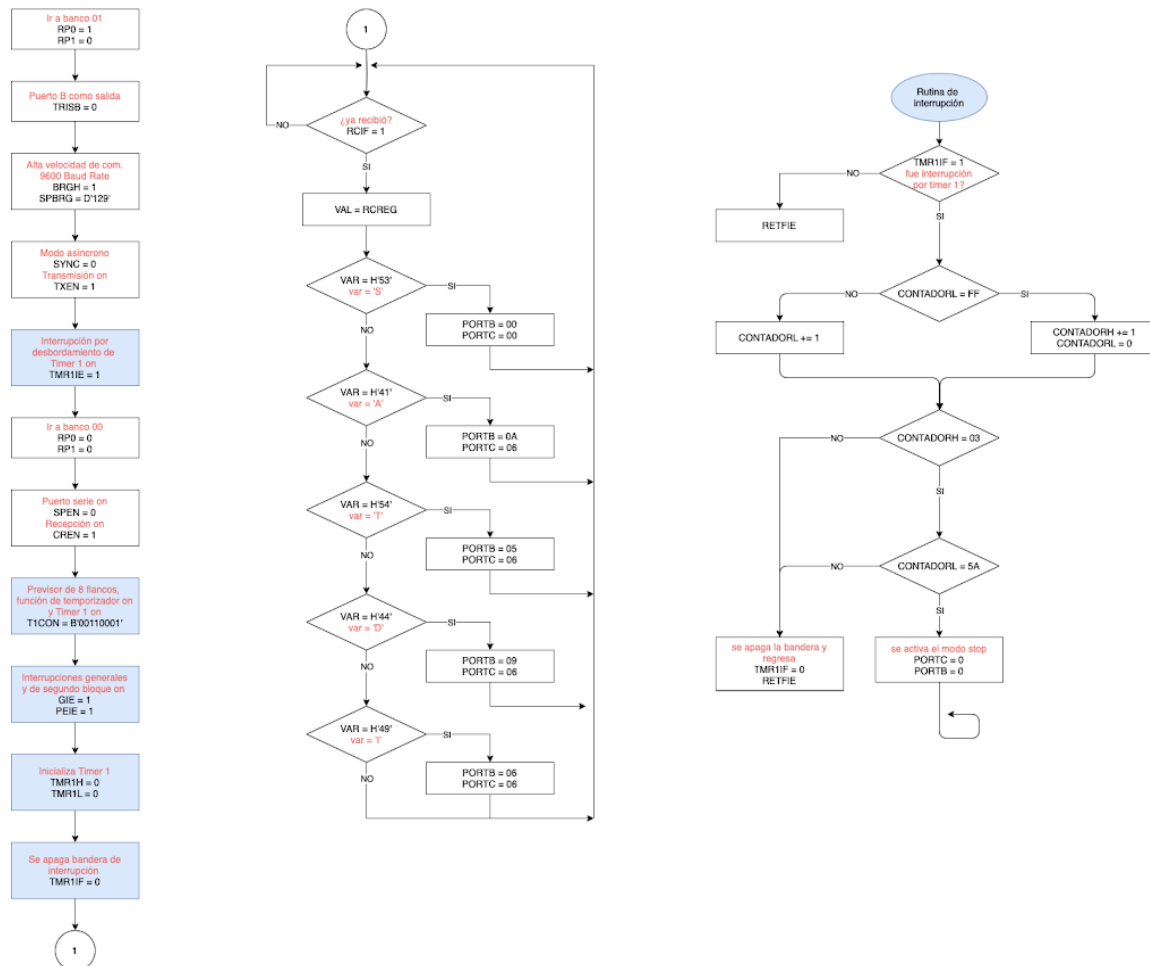 Ir a banco 01
RP0 = 1
RP1 = 0
Puerto B como salida
TRISB = 0
Alta velocidad de com.
9600 Baud Rate
BRGH = 1
SPBRG = D'129'
Modo asíncrono
SYNC = 0
Transmisión on
TXEN = 1
Interrupción por
desbordamiento de
Timer 1 on
TMR1IE = 1
Ir a banco 00
RP0 = 0
RP1 = 0
Puerto serie on
SPEN = 0
Recepción on
CREN = 1
Previsor de 8 flancos,
función de temporizador on
y Timer 1 on
T1CON = B'00110001'
Interrupciones generales
y de segundo bloque on
GIE = 1
PEIE = 1
Inicializa Timer 1
TMR1H = 0
TMR1L = 0
Se apaga bandera de
interrupción
TMR1IF = 0
1
1
¿ya recibió?
RCIF = 1
NO
SI
VAL = RCREG
VAR = H'53'
var = 'S'
SI
NO
PORTB = 00
PORTC = 00
VAR = H'41'
var = 'A'
SI
NO
PORTB = 0A
PORTC = 06
VAR = H'54'
var = 'T'
SI
NO
PORTB = 05
PORTC = 06
VAR = H'44'
var = 'D'
SI
NO
PORTB = 09
PORTC = 06
VAR = H'49'
var = 'I'
SI
NO
PORTB = 06
PORTC = 06
Rutina de
interrupción
TMR1IF = 1
fue interrupción
por timer 1?
NO
SI
RETFIE
CONTADORL = FF
NO
SI
CONTADORL += 1
CONTADORH += 1
CONTADORL = 0
CONTADORH = 03
NO
SI
CONTADORL = 5A
NO
SI
se apaga la bandera y
regresa
TMR1IF = 0
RETFIE
se activa el modo stop
PORTC = 0
PORTB = 0